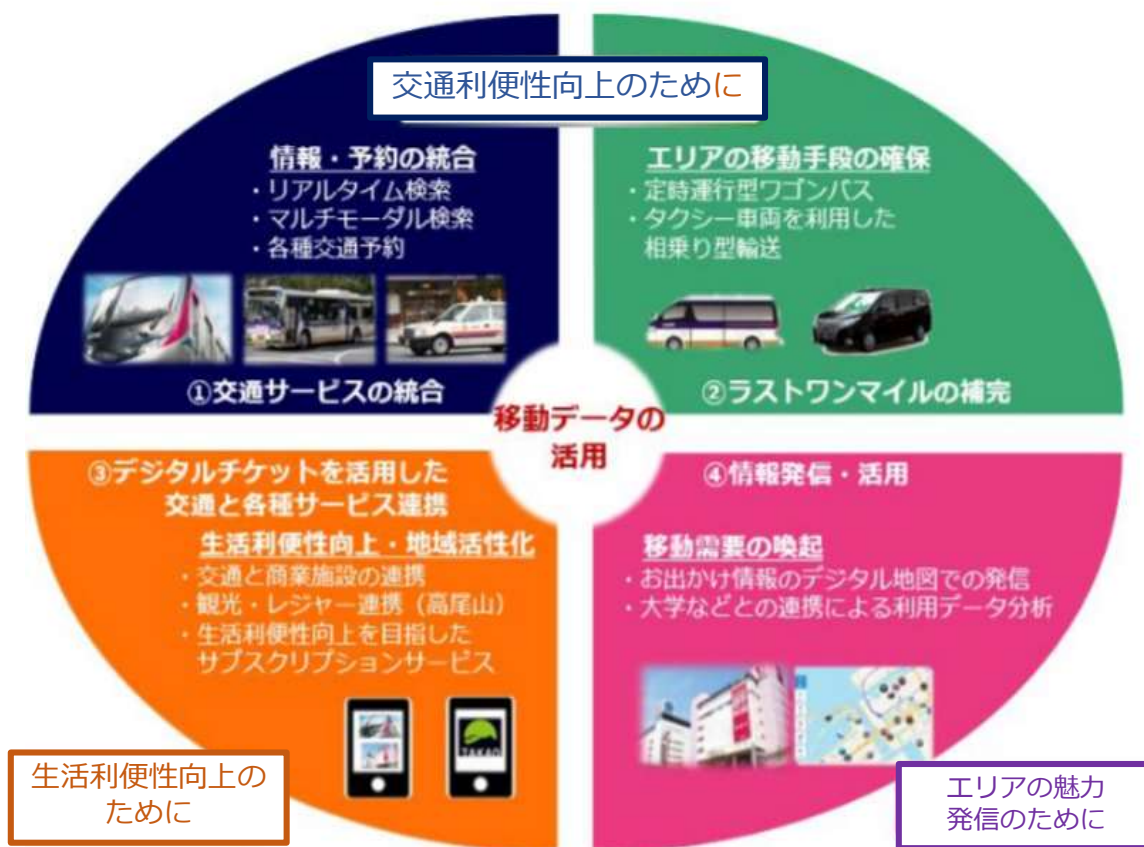 交通利便性向上のために
情報・予約の統合
・リアルタイム検索
・マルチモーダル検索
・各種交通予約
①交通サービスの統合
エリアの移動手段の確保
・定時運行型ワゴンバス
・タクシー車両を利用した
相乗り型輸送
②ラストワンマイルの補完
移動データの
活用
③デジタルチケットを活用した
交通と各種サービス連携
生活利便性向上・地域活性化
・交通と商業施設の連携
・観光・レジャー連携（高尾山）
・生活利便性向上を目指した
サブスクリプションサービス
④情報発信・活用
移動需要の喚起
・お出かけ情報のデジタル地図での発信
・大学などとの連携による利用データ分析
生活利便性向上の
ために
エリアの魅力
発信のために